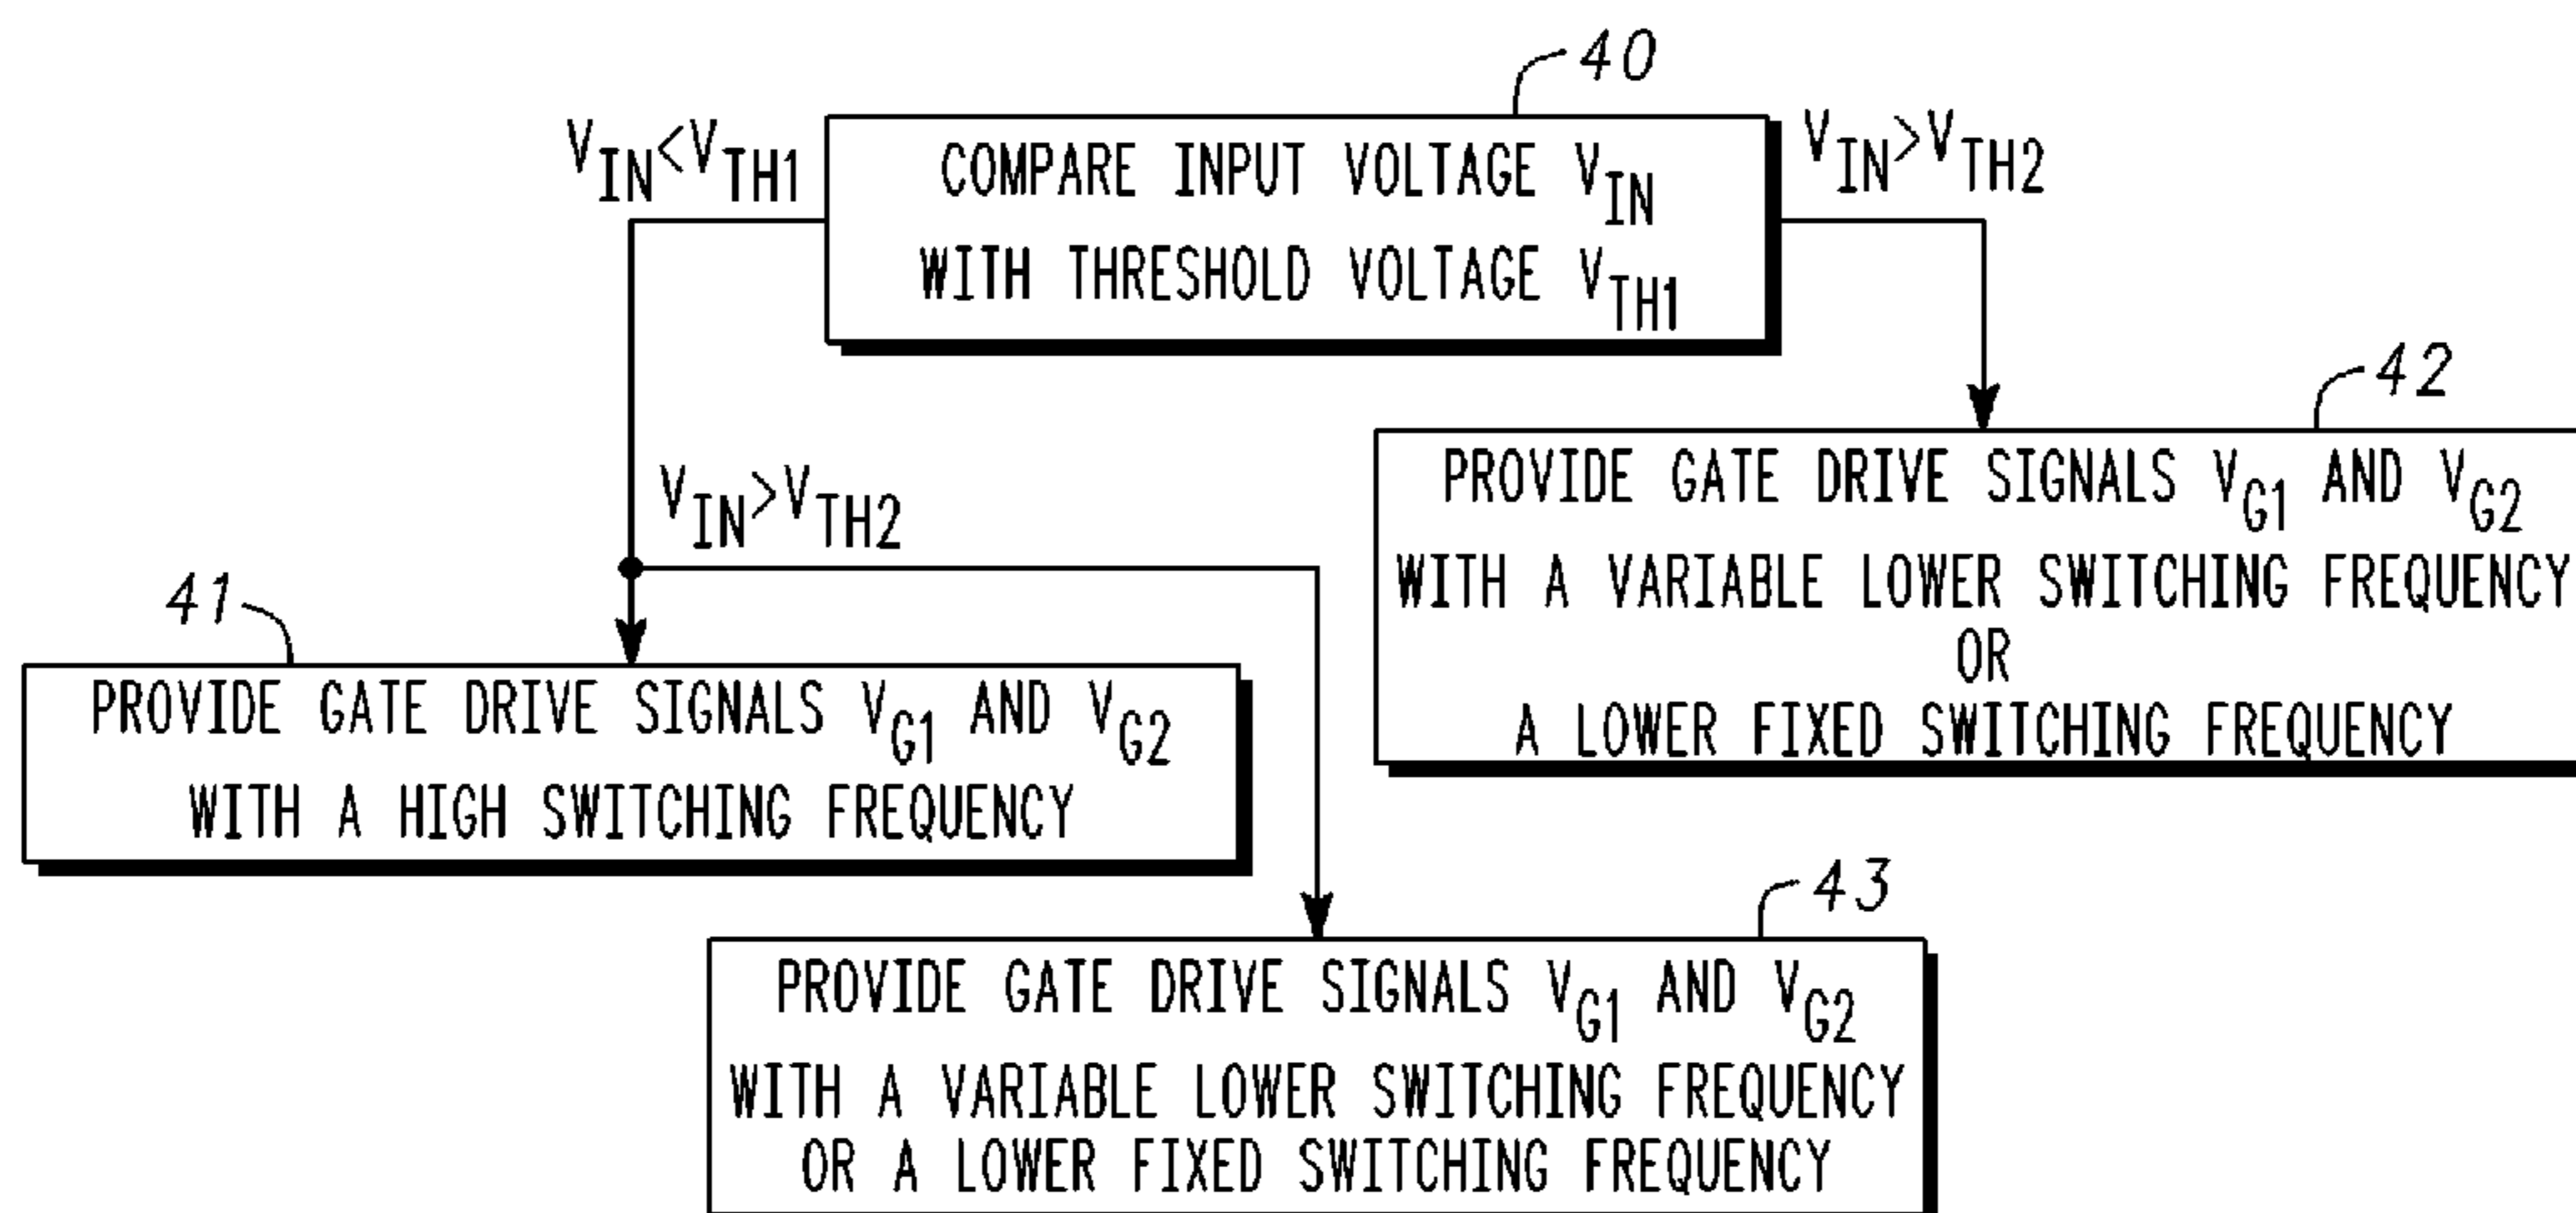 40
V_IN<V_TH1
COMPARE INPUT VOLTAGE V_IN
WITH THRESHOLD VOLTAGE V_TH1
V_IN>V_TH2
42
PROVIDE GATE DRIVE SIGNALS V_G1 AND V_G2
WITH A VARIABLE LOWER SWITCHING FREQUENCY
OR
A LOWER FIXED SWITCHING FREQUENCY
V_IN>V_TH2
41
PROVIDE GATE DRIVE SIGNALS V_G1 AND V_G2
WITH A HIGH SWITCHING FREQUENCY
43
PROVIDE GATE DRIVE SIGNALS V_G1 AND V_G2
WITH A VARIABLE LOWER SWITCHING FREQUENCY
OR A LOWER FIXED SWITCHING FREQUENCY